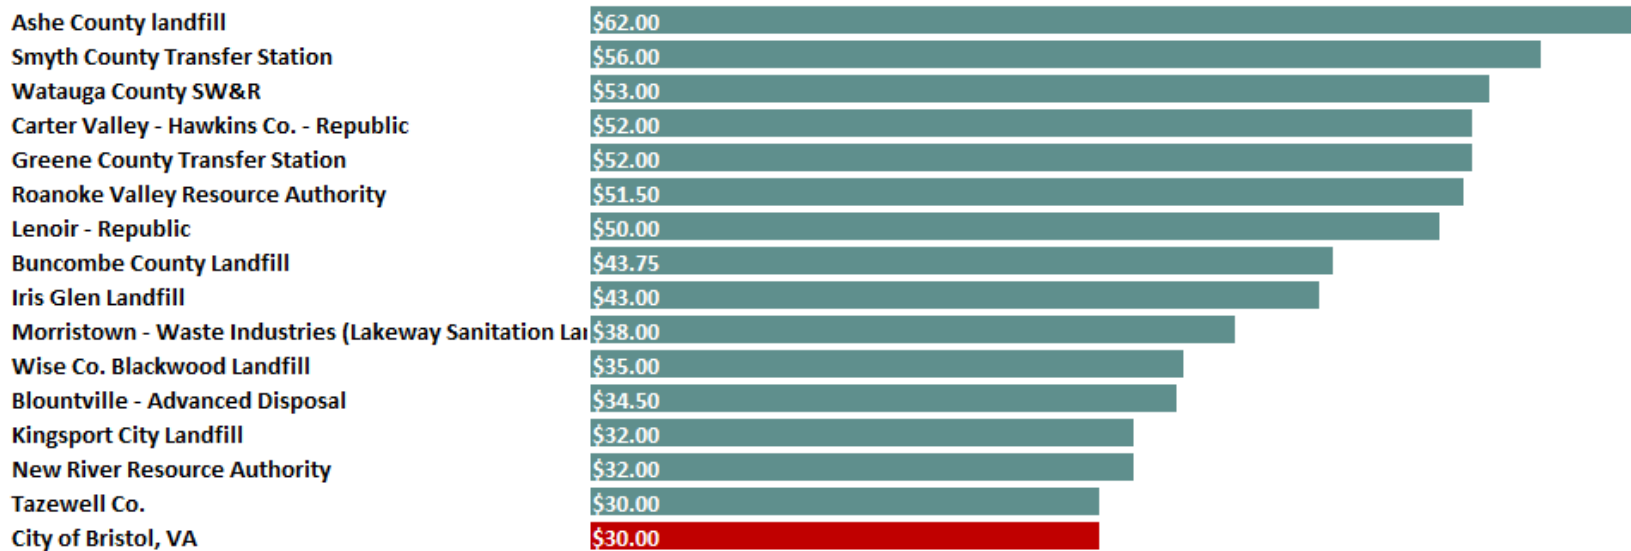 Ashe County landfill $62.00
Smyth County Transfer Station $56.00
Watauga County SW&R $53.00
Carter Valley - Hawkins Co. - Republic $52.00
Greene County Transfer Station $52.00
Roanoke Valley Resource Authority $51.50
Lenoir - Republic $50.00
Buncombe County Landfill $43.75
Iris Glen Landfill $43.00
Morristown - Waste Industries (Lakeway Sanitation La $38.00
Wise Co. Blackwood Landfill $35.00
Blountville - Advanced Disposal $34.50
Kingsport City Landfill $32.00
New River Resource Authority $32.00
Tazewell Co. $30.00
City of Bristol, VA $30.00